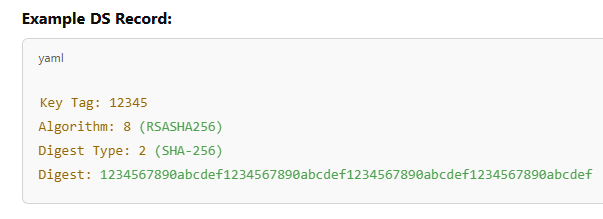 Example DS Record:
yaml
Key Tag: 12345
Algorithm: 8 (RSASHA256)
Digest Type: 2 (SHA-256)
Digest: 1234567890abcdef1234567890abcdef1234567890abcdef1234567890abcdef